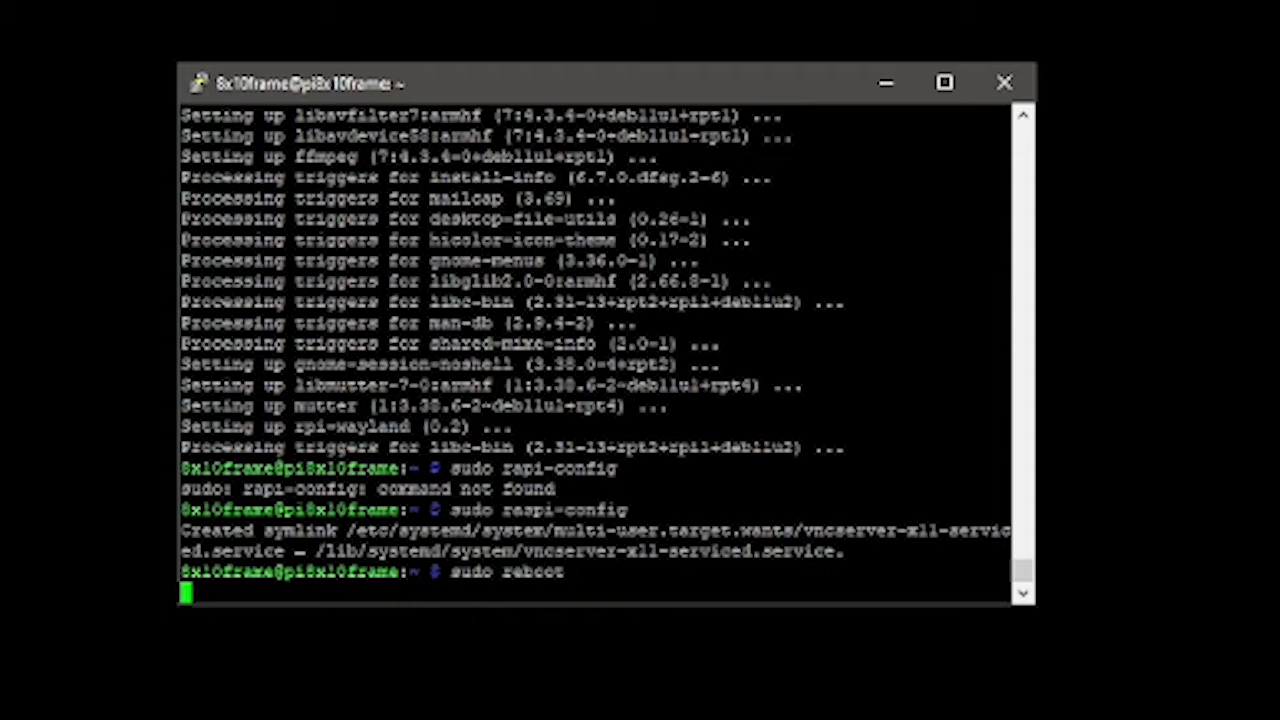 8x10frame@pi8x10frame: ~
Setting up libavfilter7:armhf (7:4.3.4-0+deb11u1+rpt1) ...
Setting up libavdevice58:armhf (7:4.3.4-0+deb11u1+rpt1) ...
Setting up ffmpeg (7:4.3.4-0+deb11u1+rpt1) ...
Processing triggers for install-info (6.7.0.dfsg.2-6) ...
Processing triggers for mailcap (3.69) ...
Processing triggers for desktop-file-utils (0.26-1) ...
Processing triggers for hicolor-icon-theme (0.17-2) ...
Processing triggers for gnome-menus (3.36.0-1) ...
Processing triggers for libglib2.0-0:armhf (2.66.8-1) ...
Processing triggers for libc-bin (2.31-13+rpt2+rpi1+deb11u2) ...
Processing triggers for man-db (2.9.4-2) ...
Processing triggers for shared-mime-info (2.0-1) ...
Setting up gnome-session-noshell (3.38.0-4+rpt2) ...
Setting up libmutter-7-0:armhf (1:3.38.6-2~deb11u1+rpt4) ...
Setting up mutter (1:3.38.6-2~deb11u1+rpt4) ...
Setting up rpi-wayland (0.2) ...
Processing triggers for libc-bin (2.31-13+rpt2+rpi1+deb11u2) ...
8x10frame@pi8x10frame:~ $ sudo rapi-config
sudo: rapi-config: command not found
8x10frame@pi8x10frame:~ $ sudo raspi-config
Created symlink /etc/systemd/system/multi-user.target.wants/vncserver-x11-servic
ed.service → /lib/systemd/system/vncserver-x11-serviced.service.
8x10frame@pi8x10frame:~ $ sudo reboot